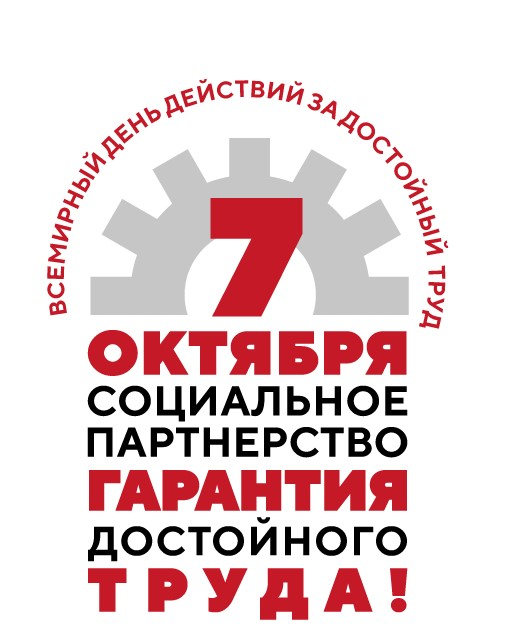 ВСЕМИРНЫЙ ДЕНЬ ДЕЙСТВИЙ ЗА ДОСТОЙНЫЙ ТРУД
7
ОКТЯБРЯ
СОЦИАЛЬНОЕ
ПАРТНЕРСТВО
ГАРАНТИЯ
ДОСТОЙНОГО
ТРУДА!